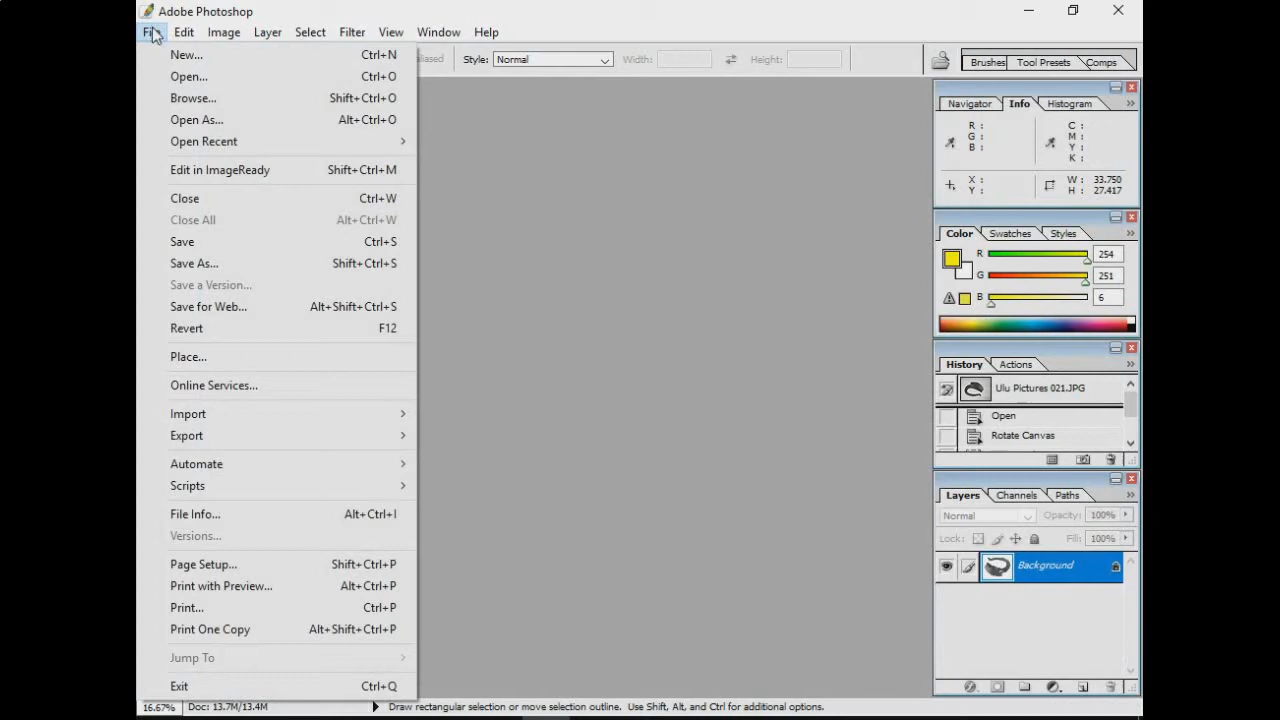 Adobe Photoshop
File Edit Image Layer Select Filter View Window Help
Style: Normal Width: Height: Brushes Tool Presets Comps
New... Ctrl+N
Open... Ctrl+O
Browse... Shift+Ctrl+O
Open As... Alt+Ctrl+O
Open Recent
Edit in ImageReady Shift+Ctrl+M
Close Ctrl+W
Close All Alt+Ctrl+W
Save Ctrl+S
Save As... Shift+Ctrl+S
Save a Version...
Save for Web... Alt+Shift+Ctrl+S
Revert F12
Place...
Online Services...
Import
Export
Automate
Scripts
File Info... Alt+Ctrl+I
Versions...
Page Setup... Shift+Ctrl+P
Print with Preview... Alt+Ctrl+P
Print... Ctrl+P
Print One Copy Alt+Shift+Ctrl+P
Jump To
Exit Ctrl+Q
Navigator Info Histogram
R : C :
G : M :
B : Y :
K :
X : W : 33.750
Y : H : 27.417
Color Swatches Styles
R 254
G 251
B 6
History Actions
Ulu Pictures 021.JPG
Open
Rotate Canvas
Layers Channels Paths
Normal Opacity: 100%
Lock: Fill: 100%
Background
16.67% Doc: 13.7M/13.4M Draw rectangular selection or move selection outline. Use Shift, Alt, and Ctrl for additional options.